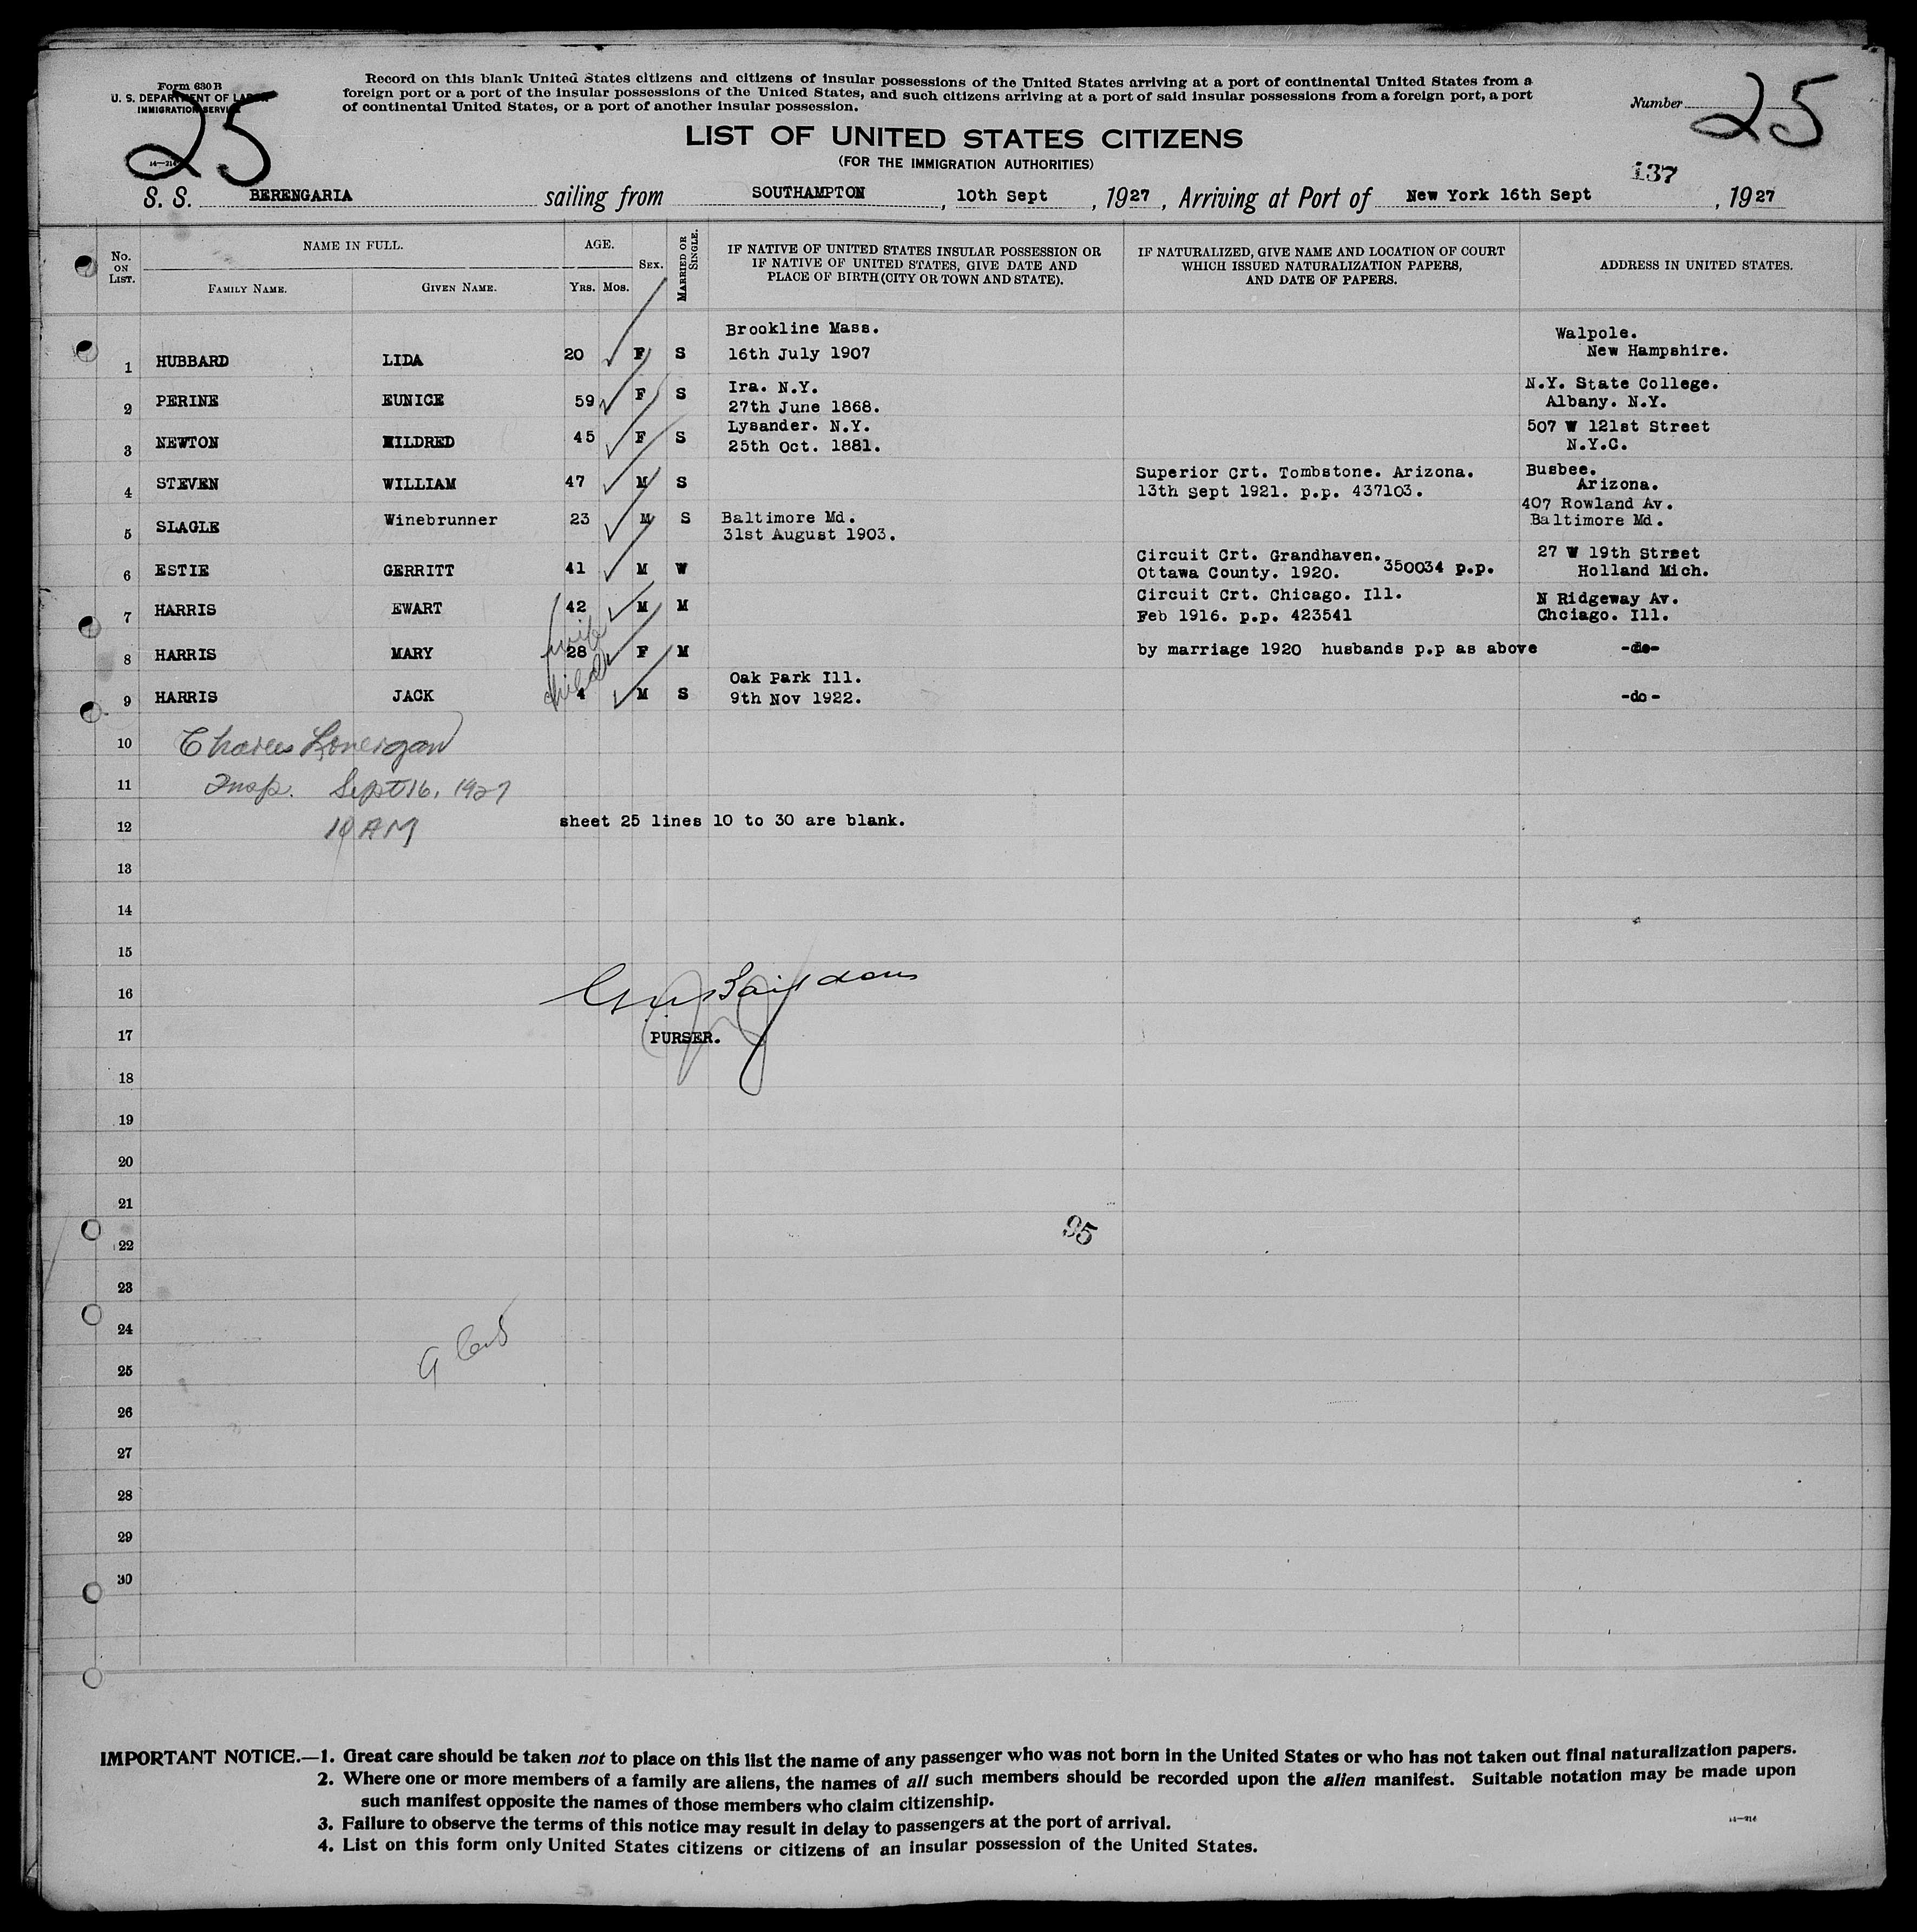 Form 630 B
U. S. DEPARTMENT OF LABOR
IMMIGRATION SERVICE
25
14—214
Record on this blank United States citizens and citizens of insular possessions of the United States arriving at a port of continental United States from a
foreign port or a port of the insular possessions of the United States, and such citizens arriving at a port of said insular possessions from a foreign port, a port
of continental United States, or a port of another insular possession.
Number 25
LIST OF UNITED STATES CITIZENS
(FOR THE IMMIGRATION AUTHORITIES)
137
S. S. BERENGARIA sailing from SOUTHAMPTON, 10th Sept, 1927, Arriving at Port of New York 16th Sept, 1927
No. ON LIST.
NAME IN FULL.
FAMILY NAME. GIVEN NAME.
AGE.
YRS. MOS.
SEX.
MARRIED OR SINGLE.
IF NATIVE OF UNITED STATES INSULAR POSSESSION OR
IF NATIVE OF UNITED STATES, GIVE DATE AND
PLACE OF BIRTH (CITY OR TOWN AND STATE).
IF NATURALIZED, GIVE NAME AND LOCATION OF COURT
WHICH ISSUED NATURALIZATION PAPERS,
AND DATE OF PAPERS.
ADDRESS IN UNITED STATES.
Brookline Mass. Walpole.
1 HUBBARD LIDA 20 F S 16th July 1907 New Hampshire.
Ira. N.Y. N.Y. State College.
2 PERINE EUNICE 59 F S 27th June 1868. Albany. N.Y.
Lysander. N.Y. 507 W 121st Street
3 NEWTON MILDRED 45 F S 25th Oct. 1881. N.Y.C.
Superior Crt. Tombstone. Arizona. Busbee.
4 STEVEN WILLIAM 47 M S 13th Sept 1921. p.p. 437103. Arizona.
407 Rowland Av.
5 SLAGLE Winebrunner 23 M S Baltimore Md. Baltimore Md.
31st August 1903.
Circuit Crt. Grandhaven. 27 W 19th Street
6 ESTIE GERRITT 41 M W Ottawa County. 1920. 350034 p.p. Holland Mich.
Circuit Crt. Chicago. Ill. N Ridgeway Av.
7 HARRIS EWART 42 M M Feb 1916. p.p. 423541 Chciago. Ill.
wife
8 HARRIS MARY 28 F M by marriage 1920 husbands p.p as above -do-
child
Oak Park Ill.
9 HARRIS JACK 4 M S 9th Nov 1922. -do-
10 Charles Lonergan
11 Insp. Sept 16, 1927
12 10 AM sheet 25 lines 10 to 30 are blank.
13
14
15
16
17 PURSER.
18
19
20
21
95
22
23
24
25
26
27
28
29
30
IMPORTANT NOTICE.—1. Great care should be taken not to place on this list the name of any passenger who was not born in the United States or who has not taken out final naturalization papers.
2. Where one or more members of a family are aliens, the names of all such members should be recorded upon the alien manifest. Suitable notation may be made upon
such manifest opposite the names of those members who claim citizenship.
3. Failure to observe the terms of this notice may result in delay to passengers at the port of arrival.
4. List on this form only United States citizens or citizens of an insular possession of the United States.
14—214